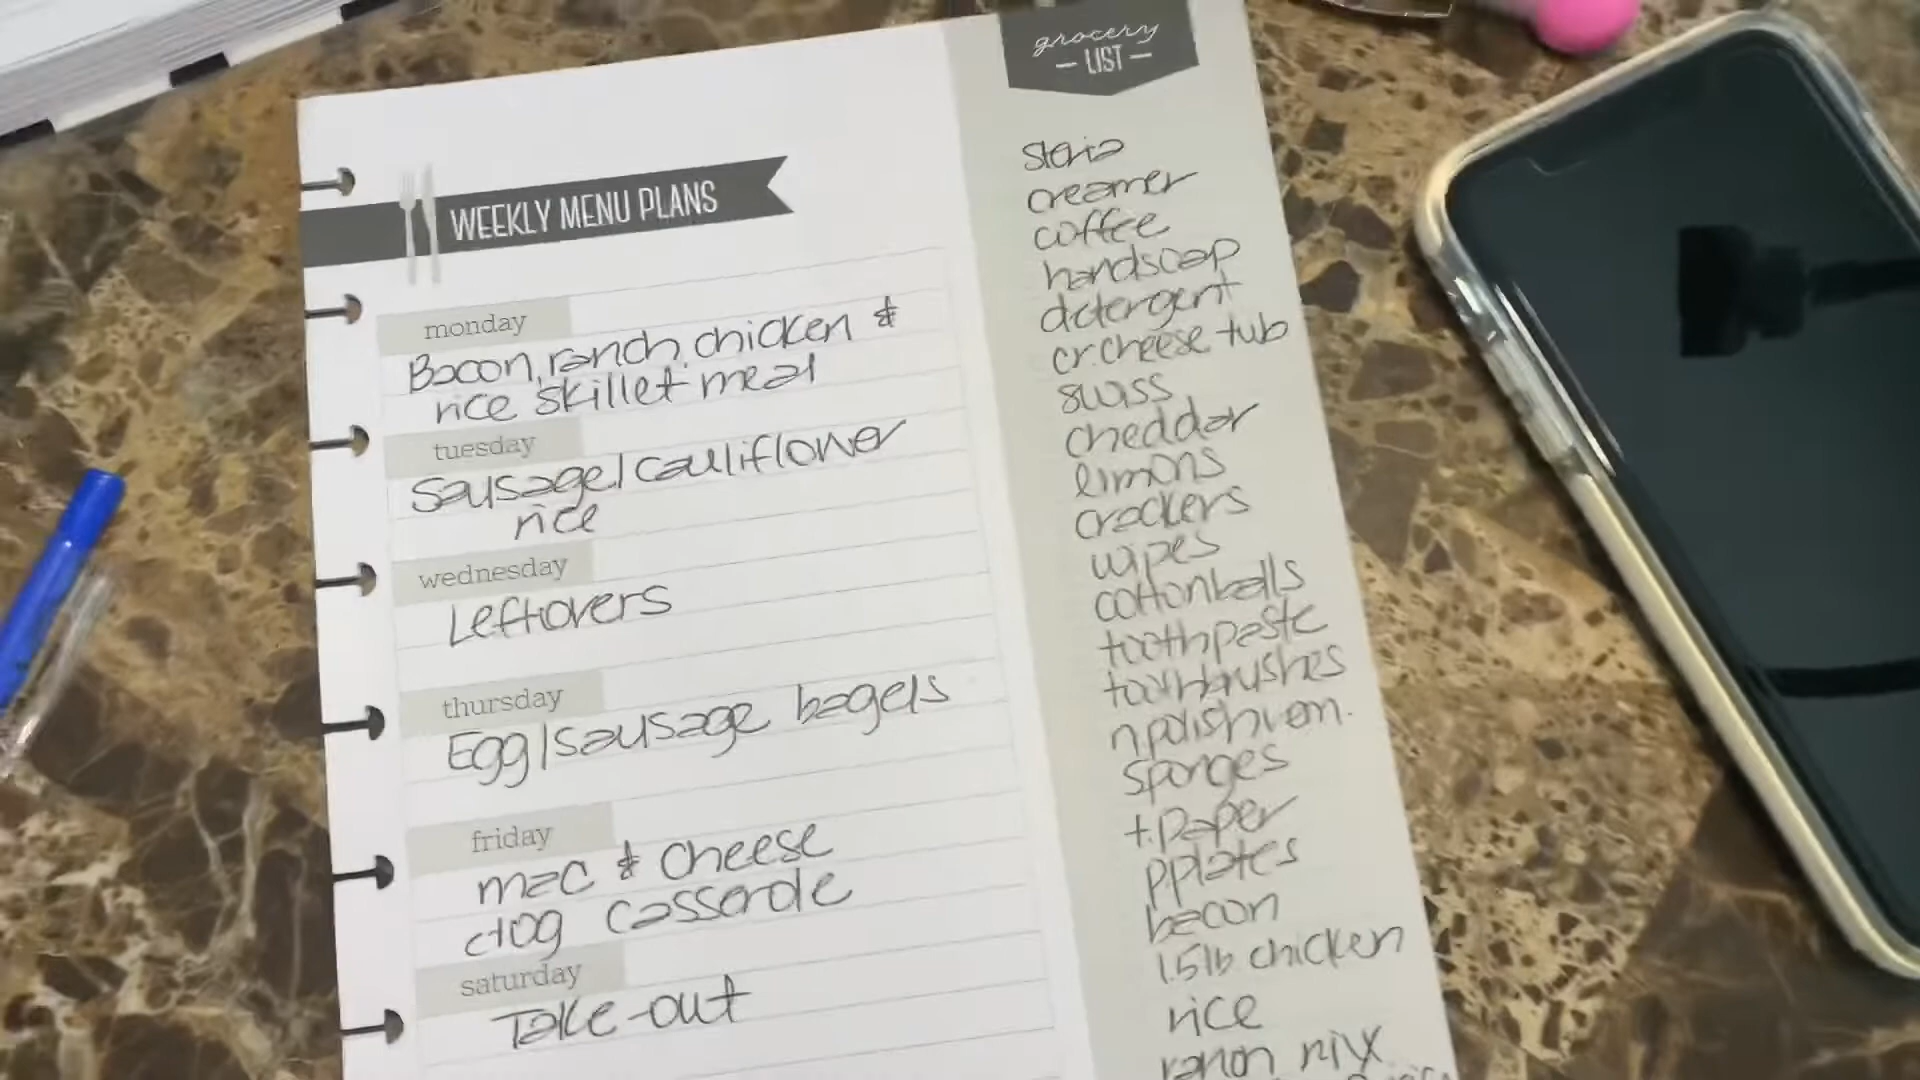 WEEKLY MENU PLANS
monday
Bacon, ranch, chicken &
rice skillet meal
tuesday
Sausage/cauliflower
rice
wednesday
Leftovers
thursday
Egg/sausage bagels
friday
mac & cheese
dog casserole
saturday
Take-out
grocery
— LIST —
stevia
creamer
coffee
handsoap
detergent
cr. cheese tub
swiss
cheddar
crackers
wipes
cottonballs
toothpaste
toothbrushes
n polish rem.
sponges
t.paper
pplates
bacon
1.5lb chicken
rice
ranch mix